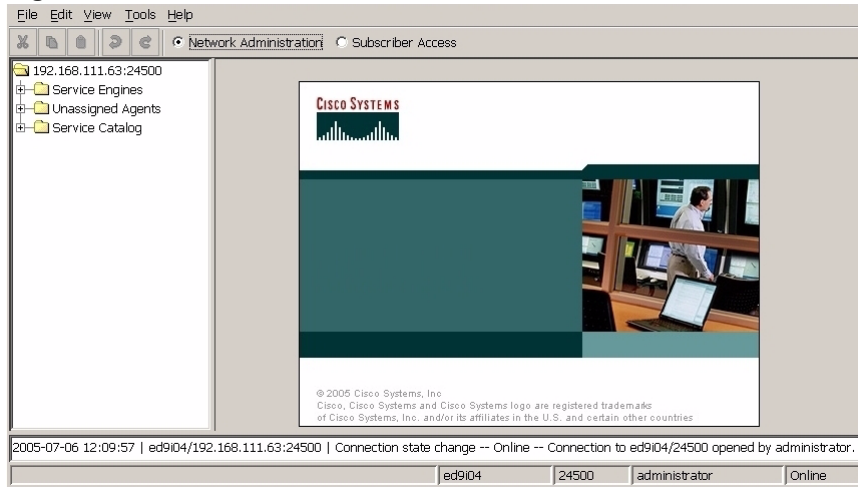 File Edit View Tools Help
Network Administration Subscriber Access
192.168.111.63:24500
Service Engines
Unassigned Agents
Service Catalog
CISCO SYSTEMS
© 2005 Cisco Systems, Inc
Cisco, Cisco Systems and Cisco Systems logo are registered trademarks
of Cisco Systems, Inc. and/or its affiliates in the U.S. and certain other countries
2005-07-06 12:09:57 | ed9i04/192.168.111.63:24500 | Connection state change -- Online -- Connection to ed9i04/24500 opened by administrator.
ed9i04 24500 administrator Online